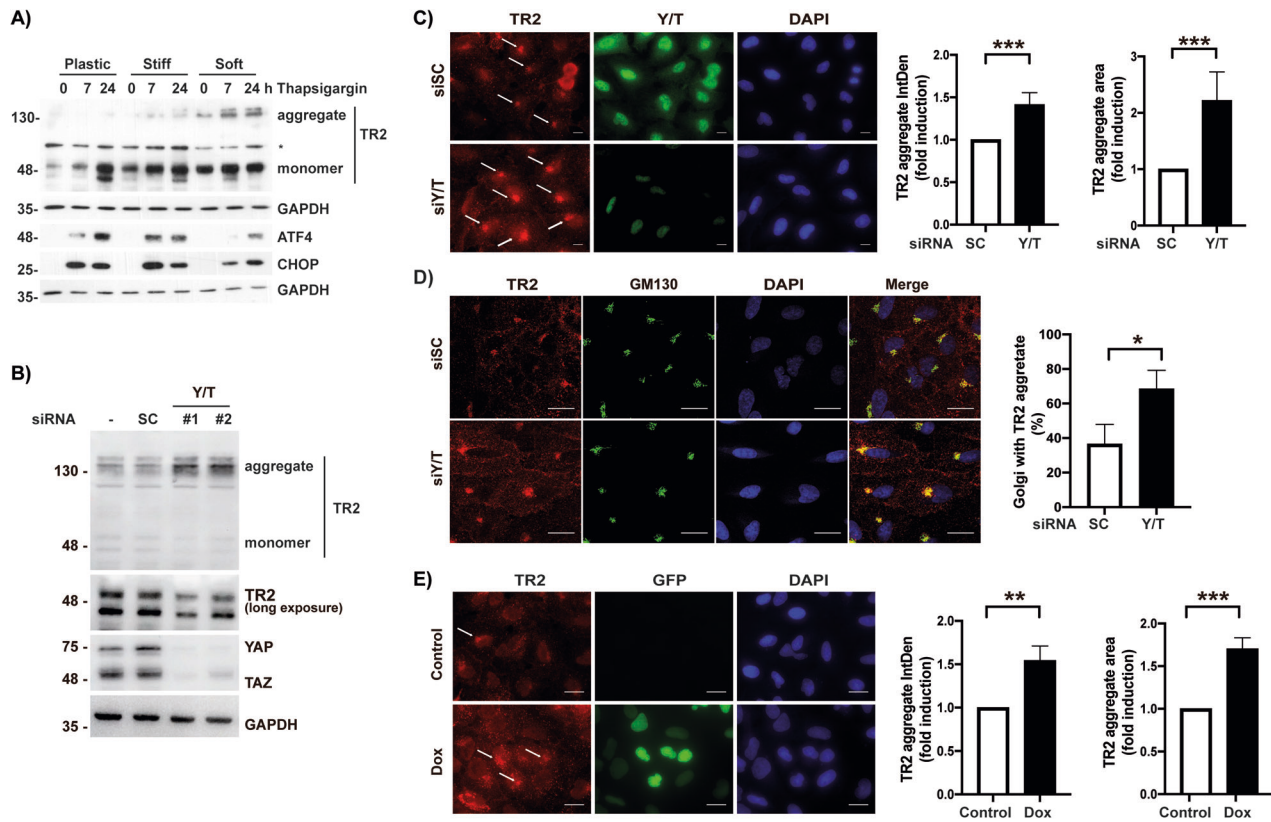 A)
Plastic Stiff Soft
0 7 24 0 7 24 0 7 24 h Thapsigargin
130- aggregate
*
TR2
48- monomer
35- GAPDH
48- ATF4
25- CHOP
35- GAPDH
B)
Y/T
siRNA - SC #1 #2
130 - aggregate
TR2
48 - monomer
48 - TR2
(long exposure)
75 - YAP
48 - TAZ
35 - GAPDH
C)
TR2 Y/T DAPI
siSC
siY/T
TR2 aggregate IntDen
(fold induction)
2.0
1.5
1.0
0.5
0.0
***
siRNA SC Y/T
TR2 aggregate area
(fold induction)
3
2
1
0
***
siRNA SC Y/T
D)
TR2 GM130 DAPI Merge
siSC
siY/T
Golgi with TR2 aggretate
(%)
100
80
60
40
20
0
*
siRNA SC Y/T
E)
TR2 GFP DAPI
Control
Dox
TR2 aggregate IntDen
(fold induction)
2.0
1.5
1.0
0.5
0.0
**
Control Dox
TR2 aggregate area
(fold induction)
2.0
1.5
1.0
0.5
0.0
***
Control Dox